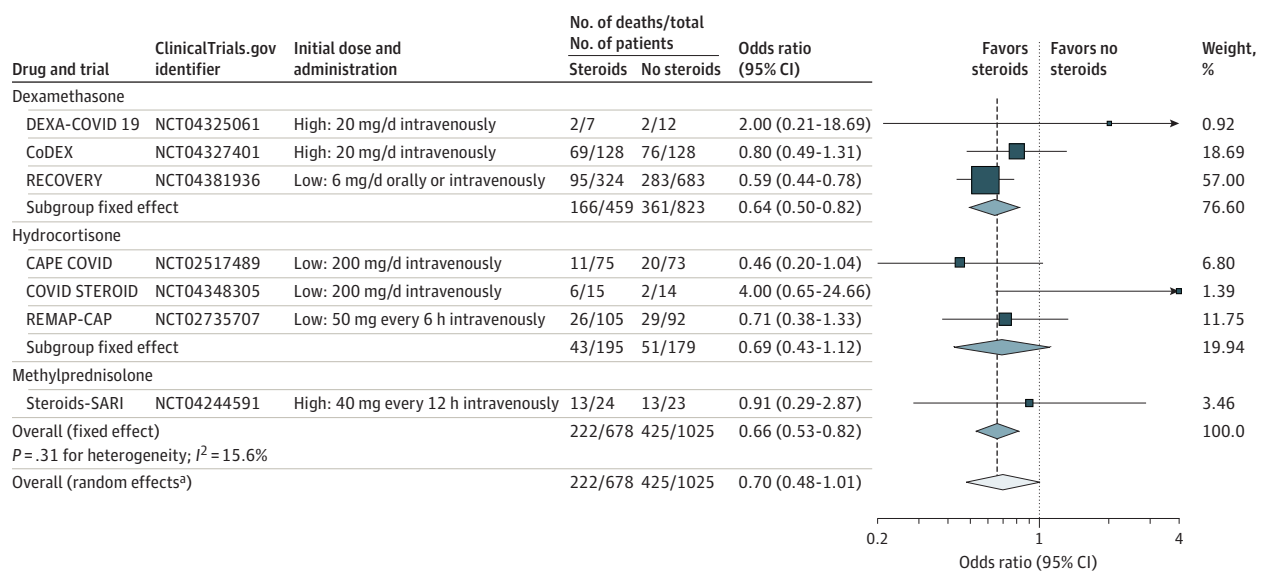 No. of deaths/total
No. of patients
Drug and trial ClinicalTrials.gov identifier Initial dose and administration Steroids No steroids Odds ratio (95% CI) Favors steroids Favors no steroids Weight, %
Dexamethasone
DEXA-COVID 19 NCT04325061 High: 20 mg/d intravenously 2/7 2/12 2.00 (0.21-18.69) 0.92
CoDEX NCT04327401 High: 20 mg/d intravenously 69/128 76/128 0.80 (0.49-1.31) 18.69
RECOVERY NCT04381936 Low: 6 mg/d orally or intravenously 95/324 283/683 0.59 (0.44-0.78) 57.00
Subgroup fixed effect 166/459 361/823 0.64 (0.50-0.82) 76.60
Hydrocortisone
CAPE COVID NCT02517489 Low: 200 mg/d intravenously 11/75 20/73 0.46 (0.20-1.04) 6.80
COVID STEROID NCT04348305 Low: 200 mg/d intravenously 6/15 2/14 4.00 (0.65-24.66) 1.39
REMAP-CAP NCT02735707 Low: 50 mg every 6 h intravenously 26/105 29/92 0.71 (0.38-1.33) 11.75
Subgroup fixed effect 43/195 51/179 0.69 (0.43-1.12) 19.94
Methylprednisolone
Steroids-SARI NCT04244591 High: 40 mg every 12 h intravenously 13/24 13/23 0.91 (0.29-2.87) 3.46
Overall (fixed effect) 222/678 425/1025 0.66 (0.53-0.82) 100.0
P = .31 for heterogeneity; I² = 15.6%
Overall (random effectsᵃ) 222/678 425/1025 0.70 (0.48-1.01)
0.2 1 4
Odds ratio (95% CI)